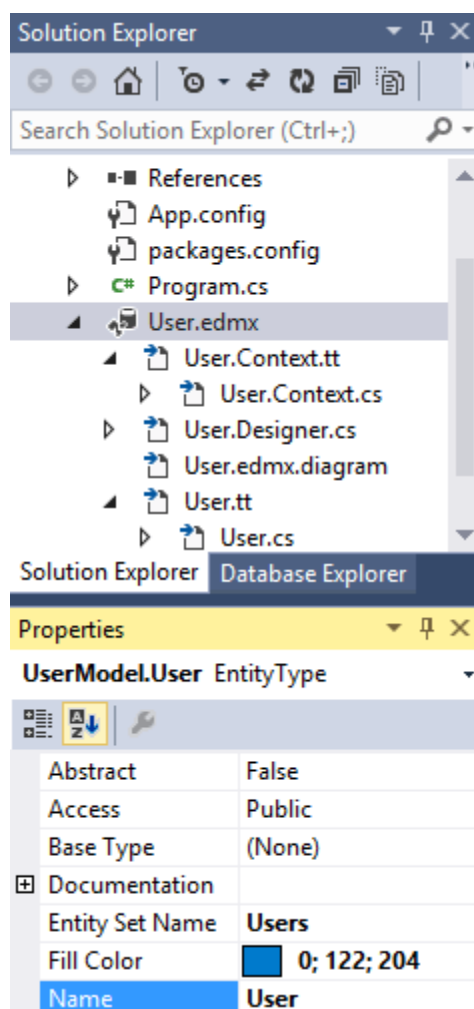 Solution Explorer
Search Solution Explorer (Ctrl+;)
References
App.config
packages.config
C# Program.cs
User.edmx
User.Context.tt
User.Context.cs
User.Designer.cs
User.edmx.diagram
User.tt
User.cs
Solution Explorer Database Explorer
Properties
UserModel.User EntityType
Abstract False
Access Public
Base Type (None)
Documentation
Entity Set Name Users
Fill Color 0; 122; 204
Name User